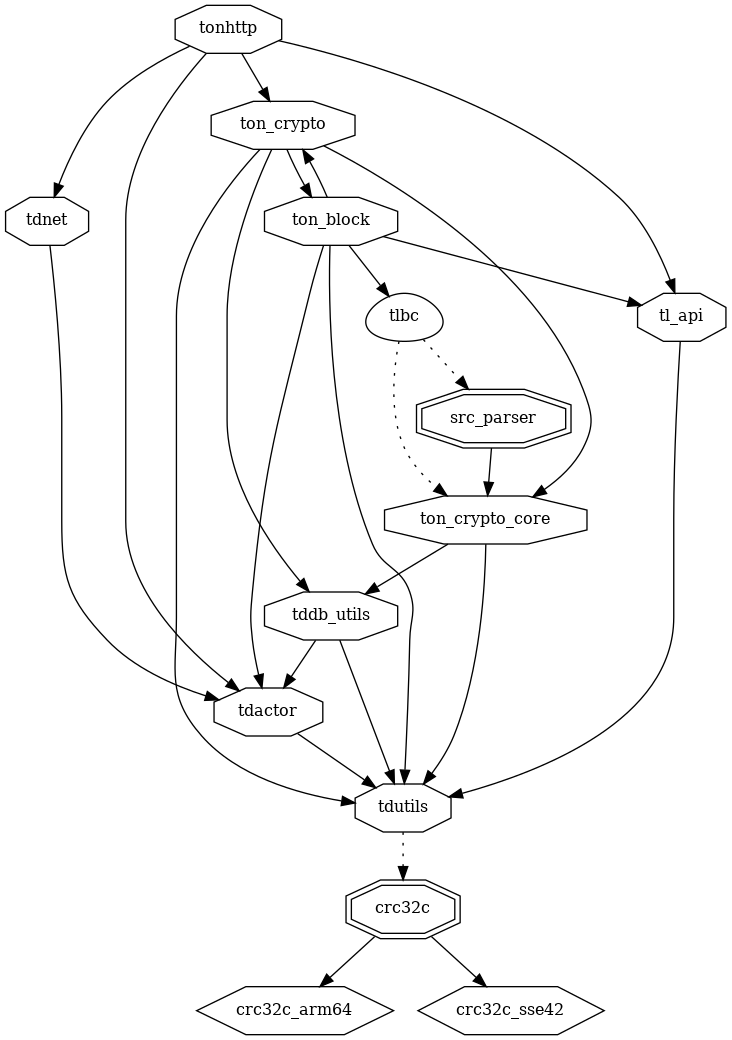 tonhttp
ton_crypto
tdnet
ton_block
tlbc
tl_api
src_parser
ton_crypto_core
tddb_utils
tdactor
tdutils
crc32c
crc32c_arm64
crc32c_sse42